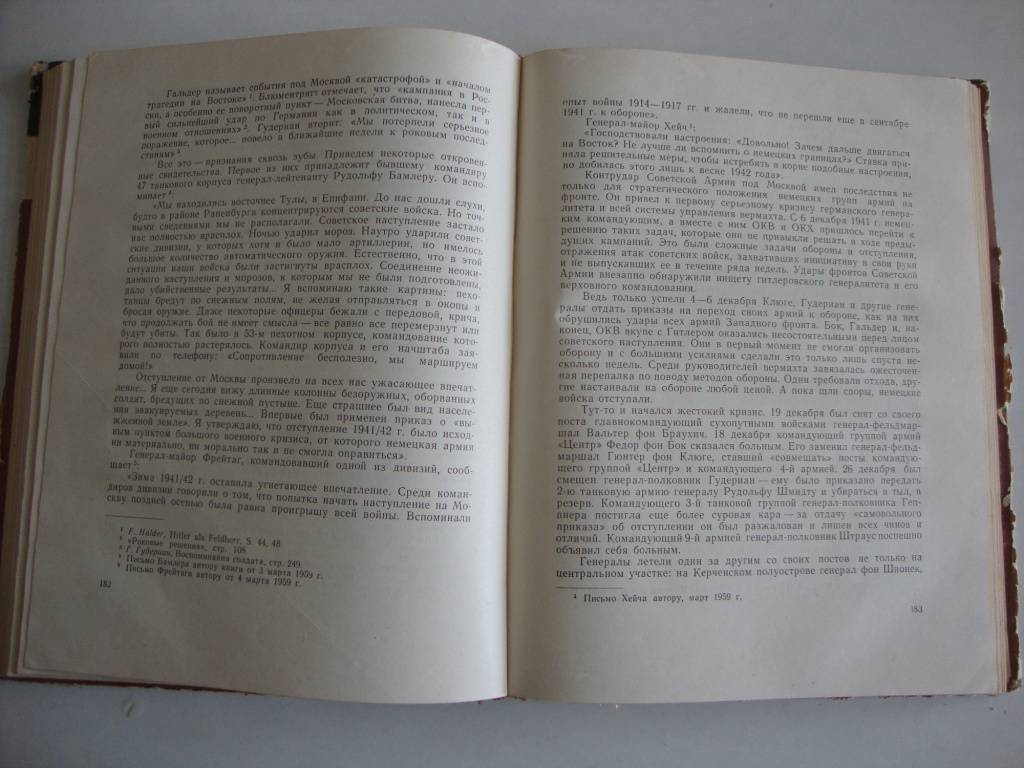 Гальдер называет события под Москвой «катастрофой» и «началом
трагедии на Востоке» 1. Блюментритт отмечает, что «кампания в Рос-
сии, а особенно ее поворотный пункт — Московская битва, нанесла пер-
вый сильнейший удар по Германии как в политическом, так и в
военном отношениях» 2. Гудериан вторит: «Мы потерпели серьезное
поражение, которое... повело в ближайшие недели к роковым послед-
ствиям» 3.
Все это — признания сквозь зубы. Приведем некоторые откровен-
ные свидетельства. Первое из них принадлежит бывшему командиру
47 танкового корпуса генерал-лейтенанту Рудольфу Бамлеру. Он вспо-
минает 4:
«Мы находились восточнее Тулы, в Епифани. До нас дошли слухи,
будто в районе Раненбурга концентрируются советские войска. Но точ-
ными сведениями мы не располагали. Советское наступление застало
нас полностью врасплох. Ночью ударил мороз. Наутро ударили совет-
ские дивизии, у которых хотя и было мало артиллерии, но имелось
большое количество автоматического оружия. Естественно, что в этой
ситуации наши войска были застигнуты врасплох. Соединение неожи-
данного наступления и морозов, к которым мы не были подготовлены,
дало убийственные результаты... Я вспоминаю такие картины: пехо-
тинцы бредут по снежным полям, не желая отправляться в окопы и
бросая оружие. Даже некоторые офицеры бежали с передовой, крича,
что продолжать бой не имеет смысла — все равно все перемерзнут или
будут убиты. Так было в 53-м пехотном корпусе, командование кото-
рого полностью растерялось. Командир корпуса и его начштаба зая-
вили по телефону: «Сопротивление бесполезно, мы маршируем
домой!»
Отступление от Москвы произвело на всех нас ужасающее впечат-
ление... Я еще сегодня вижу длинные колонны безоружных, оборванных
солдат, бредущих по снежной пустыне. Еще страшнее был вид населе-
ния эвакуируемых деревень... Впервые был применен приказ о «вы-
жженной земле». Я утверждаю, что отступление 1941/42 г. было исход-
ным пунктом большого военного кризиса, от которого немецкая армия
ни материально, ни морально так и не смогла оправиться».
Генерал-майор Фрейтаг, командовавший одной из дивизий, сооб-
щает 5:
«Зима 1941/42 г. оставила угнетающее впечатление. Среди коман-
диров дивизии говорили о том, что попытка начать наступление на Мо-
скву поздней осенью была равна проигрышу всей войны. Вспоминали
1 F. Halder, Hitler als Feldherr, S. 44, 48.
2 «Роковые решения», стр. 108.
3 Г. Гудериан, Воспоминания солдата, стр. 249.
4 Письмо Бамлера автору книги от 3 марта 1959 г.
5 Письмо Фрейтага автору от 4 марта 1959 г.
182
опыт войны 1914—1917 гг. и жалели, что не перешли еще в сентябре
1941 г. к обороне».
Генерал-майор Хейч 1:
«Господствовали настроения: «Довольно! Зачем дальше двигаться
на Восток? Не лучше ли вспомнить о немецких границах?» Ставка при-
няла решительные меры, чтобы истребить в корне подобные настроения,
но добилась этого лишь к весне 1942 года».
Контрудар Советской Армии под Москвой имел последствия не
только для стратегического положения немецких групп армий на
фронте. Он привел к первому серьезному кризису германского генера-
литета и всей системы управления вермахта. С 6 декабря 1941 г. немец-
ким командующим, а вместе с ним ОКВ и ОКХ пришлось перейти к
решению таких задач, которые они не привыкли решать в ходе преды-
дущих кампаний. Это были сложные задачи обороны и отступления,
отражения атак советских войск, захвативших инициативу в свои руки
и не выпускавших ее в течение ряда недель. Удары фронтов Советской
Армии внезапно обнаружили нищету гитлеровского генералитета и его
верховного командования.
Ведь только успели 4—6 декабря Клюге, Гудериан и другие гене-
ралы отдать приказы на переход своих армий к обороне, как на них
обрушились удары всех армий Западного фронта. Бок, Гальдер и, на-
конец, ОКВ вкупе с Гитлером оказались несостоятельными перед лицом
советского наступления. Они в первый момент не смогли организовать
оборону и с большими усилиями сделали это только лишь спустя не-
сколько недель. Среди руководителей вермахта завязалась ожесточен-
ная перепалка по поводу методов обороны. Одни требовали отхода, дру-
гие настаивали на обороне любой ценой. А пока шли споры, немецкие
войска отступали.
Тут-то и начался жестокий кризис. 19 декабря был снят со своего
поста главнокомандующий сухопутными войсками генерал-фельдмар-
шал Вальтер фон Браухич. 18 декабря командующий группой армий
«Центр» Федор фон Бок сказался больным. Его заменил генерал-фельд-
маршал Гюнтер фон Клюге, ставший «совмещать» посты командую-
щего группой «Центр» и командующего 4-й армией. 26 декабря был
смещен генерал-полковник Гудериан — ему было приказано передать
2-ю танковую армию генералу Рудольфу Шмидту и убираться в тыл, в
резерв. Командующего 3-й танковой группой генерал-полковника Геп-
пнера постигла еще более суровая кара — за отдачу «самовольного
приказа» об отступлении он был разжалован и лишен всех чинов и
отличий. Командующий 9-й армией генерал-полковник Штраус поспешно
объявил себя больным.
Генералы летели один за другим со своих постов не только на
центральном участке: на Керченском полуострове генерал фон Шпонек,
1 Письмо Хейча автору, март 1959 г.
183